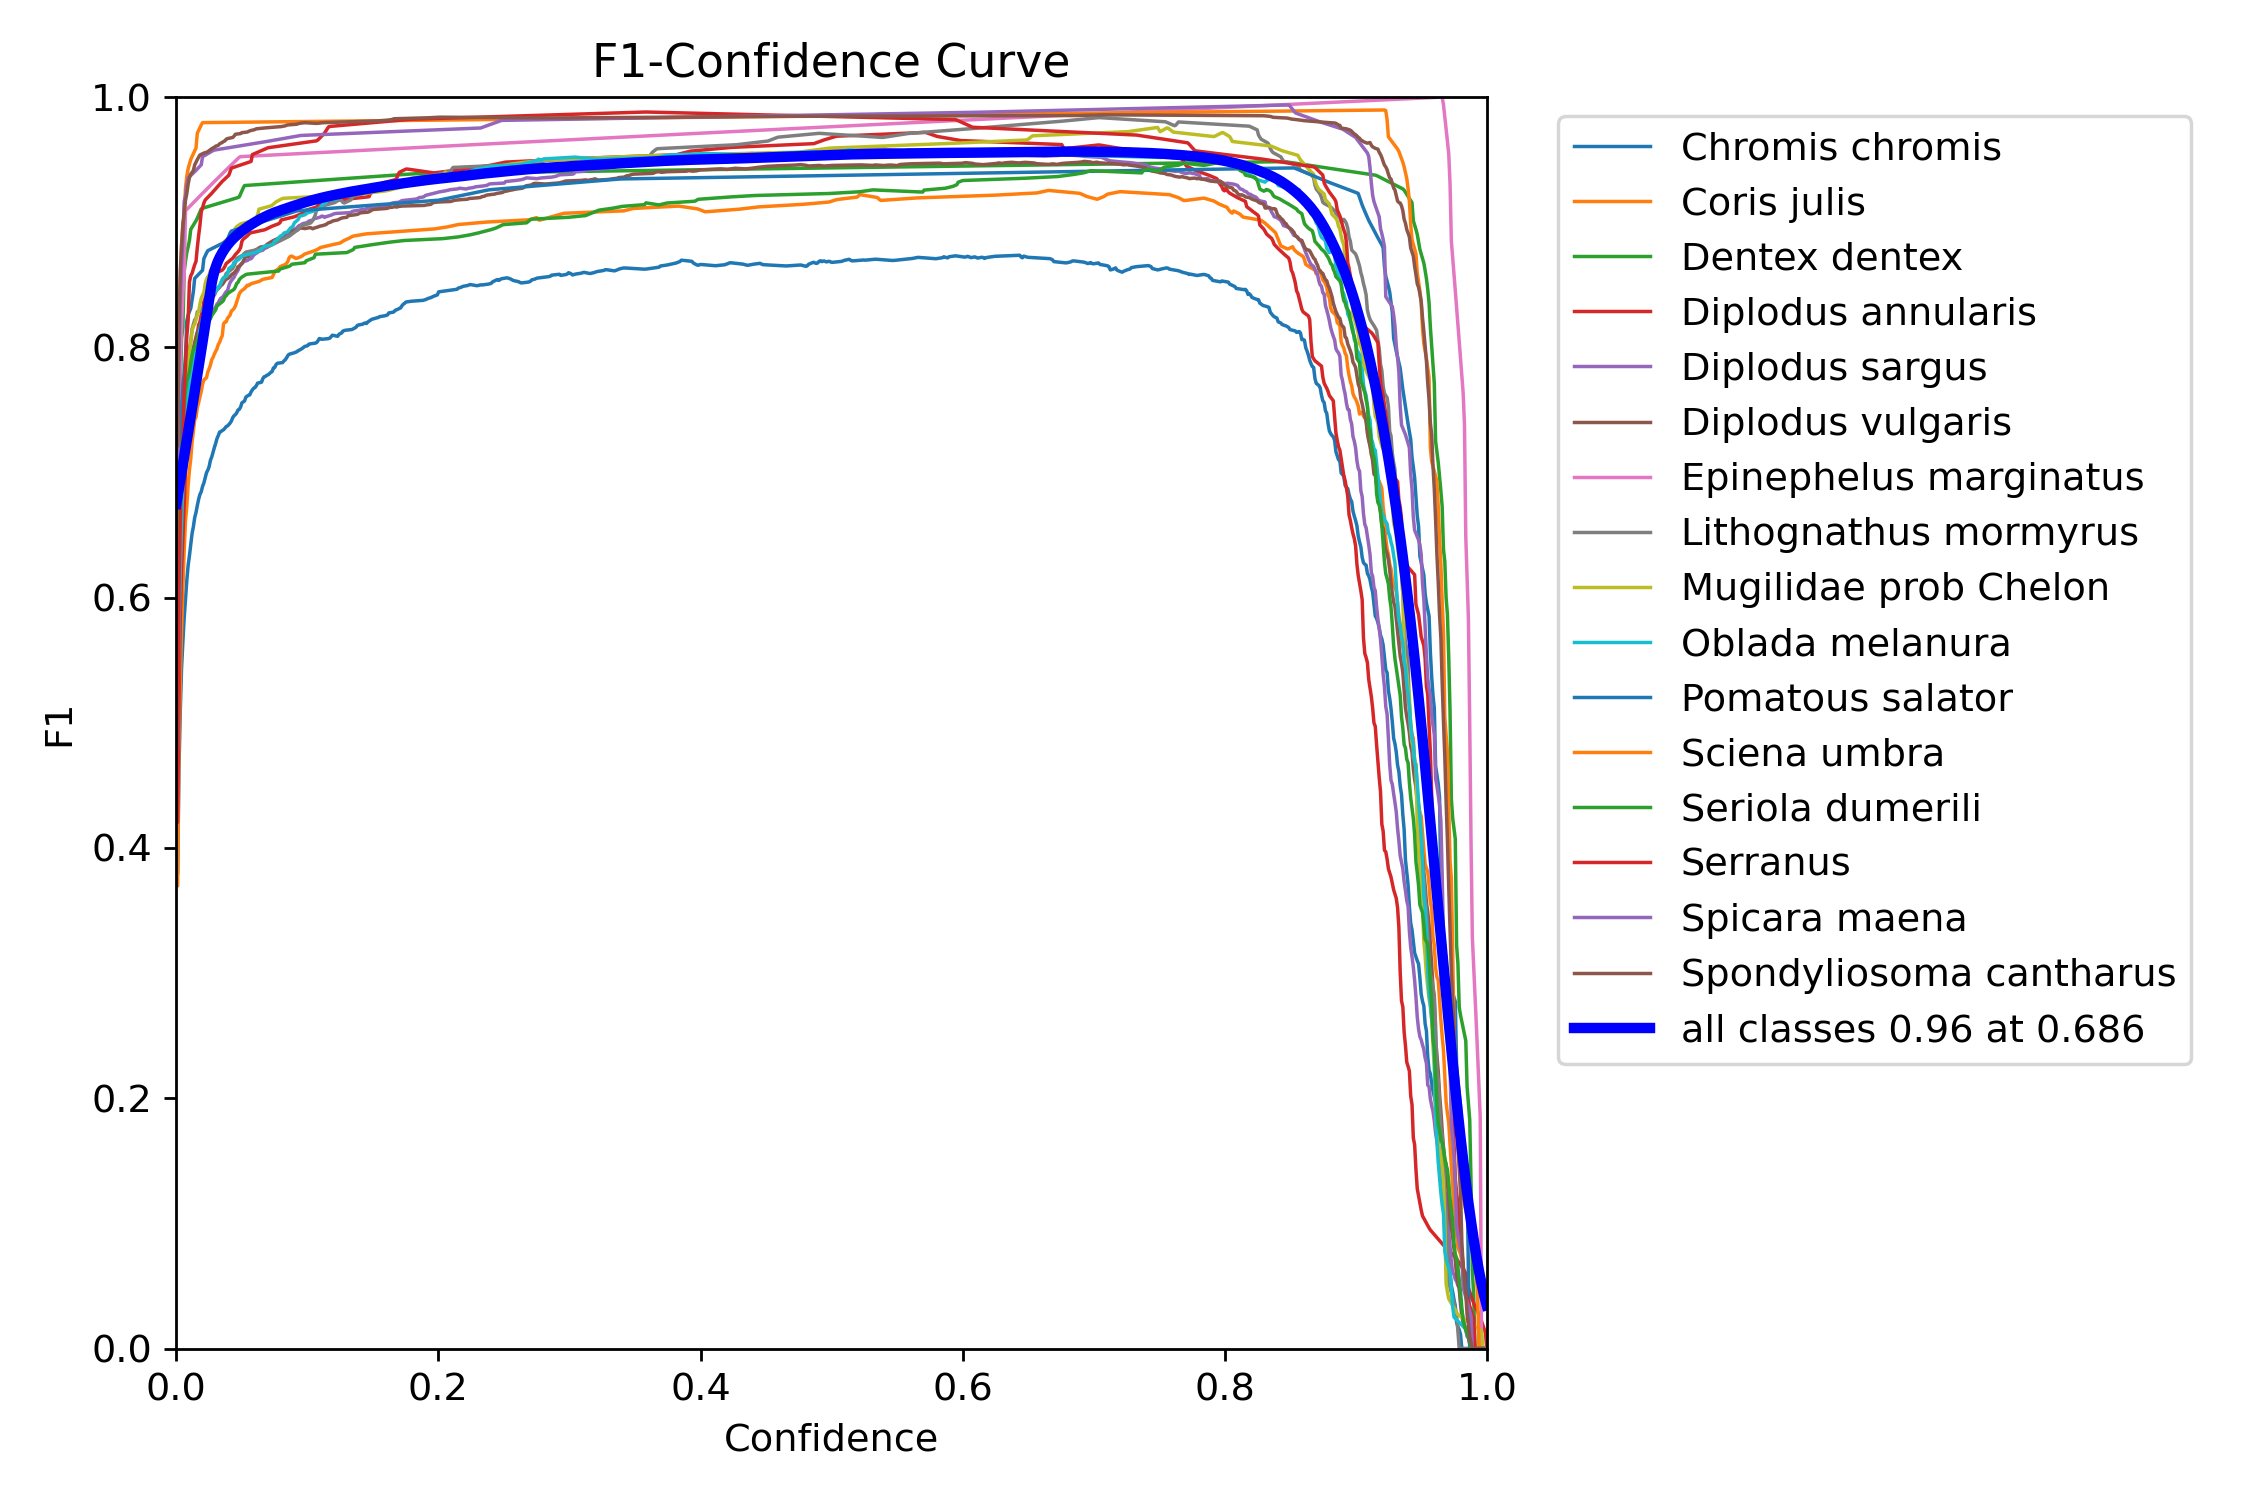 F1-Confidence Curve
1.0
0.8
0.6
0.4
0.2
0.0
F1
0.0 0.2 0.4 0.6 0.8 1.0
Confidence
Chromis chromis
Coris julis
Dentex dentex
Diplodus annularis
Diplodus sargus
Diplodus vulgaris
Epinephelus marginatus
Lithognathus mormyrus
Mugilidae prob Chelon
Oblada melanura
Pomatous salator
Sciena umbra
Seriola dumerili
Serranus
Spicara maena
Spondyliosoma cantharus
all classes 0.96 at 0.686